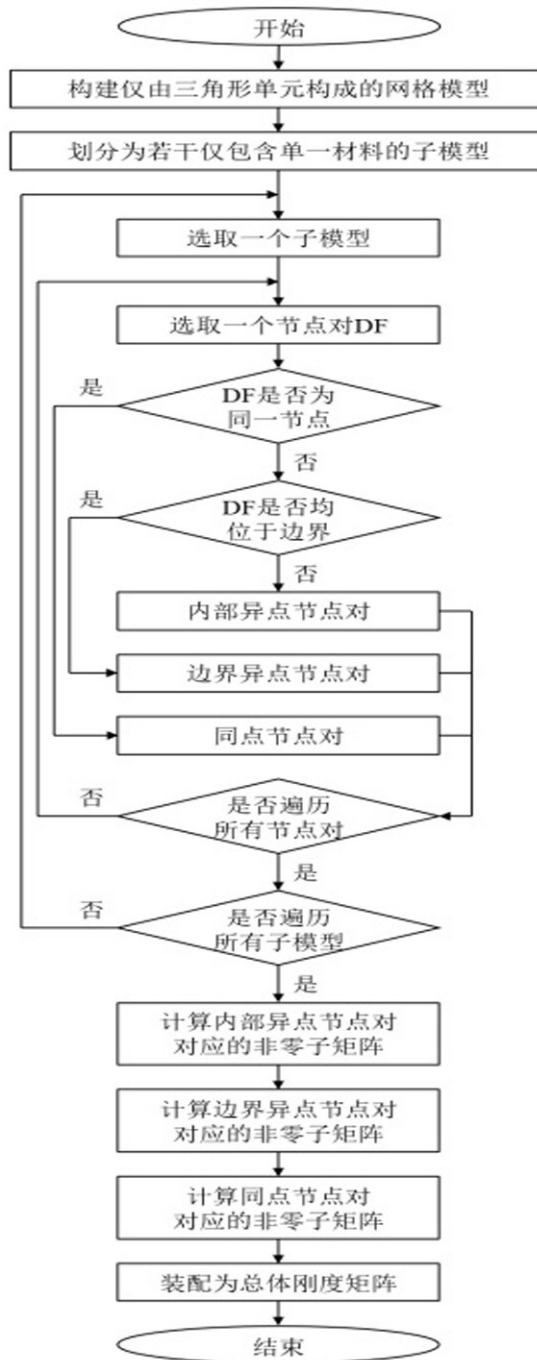 开始
构建仅由三角形单元构成的网格模型
划分为若干仅包含单一材料的子模型
选取一个子模型
选取一个节点对DF
是
DF是否为
同一节点
否
是
DF是否均
位于边界
否
内部异点节点对
边界异点节点对
同点节点对
否
是否遍历
所有节点对
是
否
是否遍历
所有子模型
是
计算内部异点节点对
对应的非零子矩阵
计算边界异点节点对
对应的非零子矩阵
计算同点节点对
对应的非零子矩阵
装配为总体刚度矩阵
结束